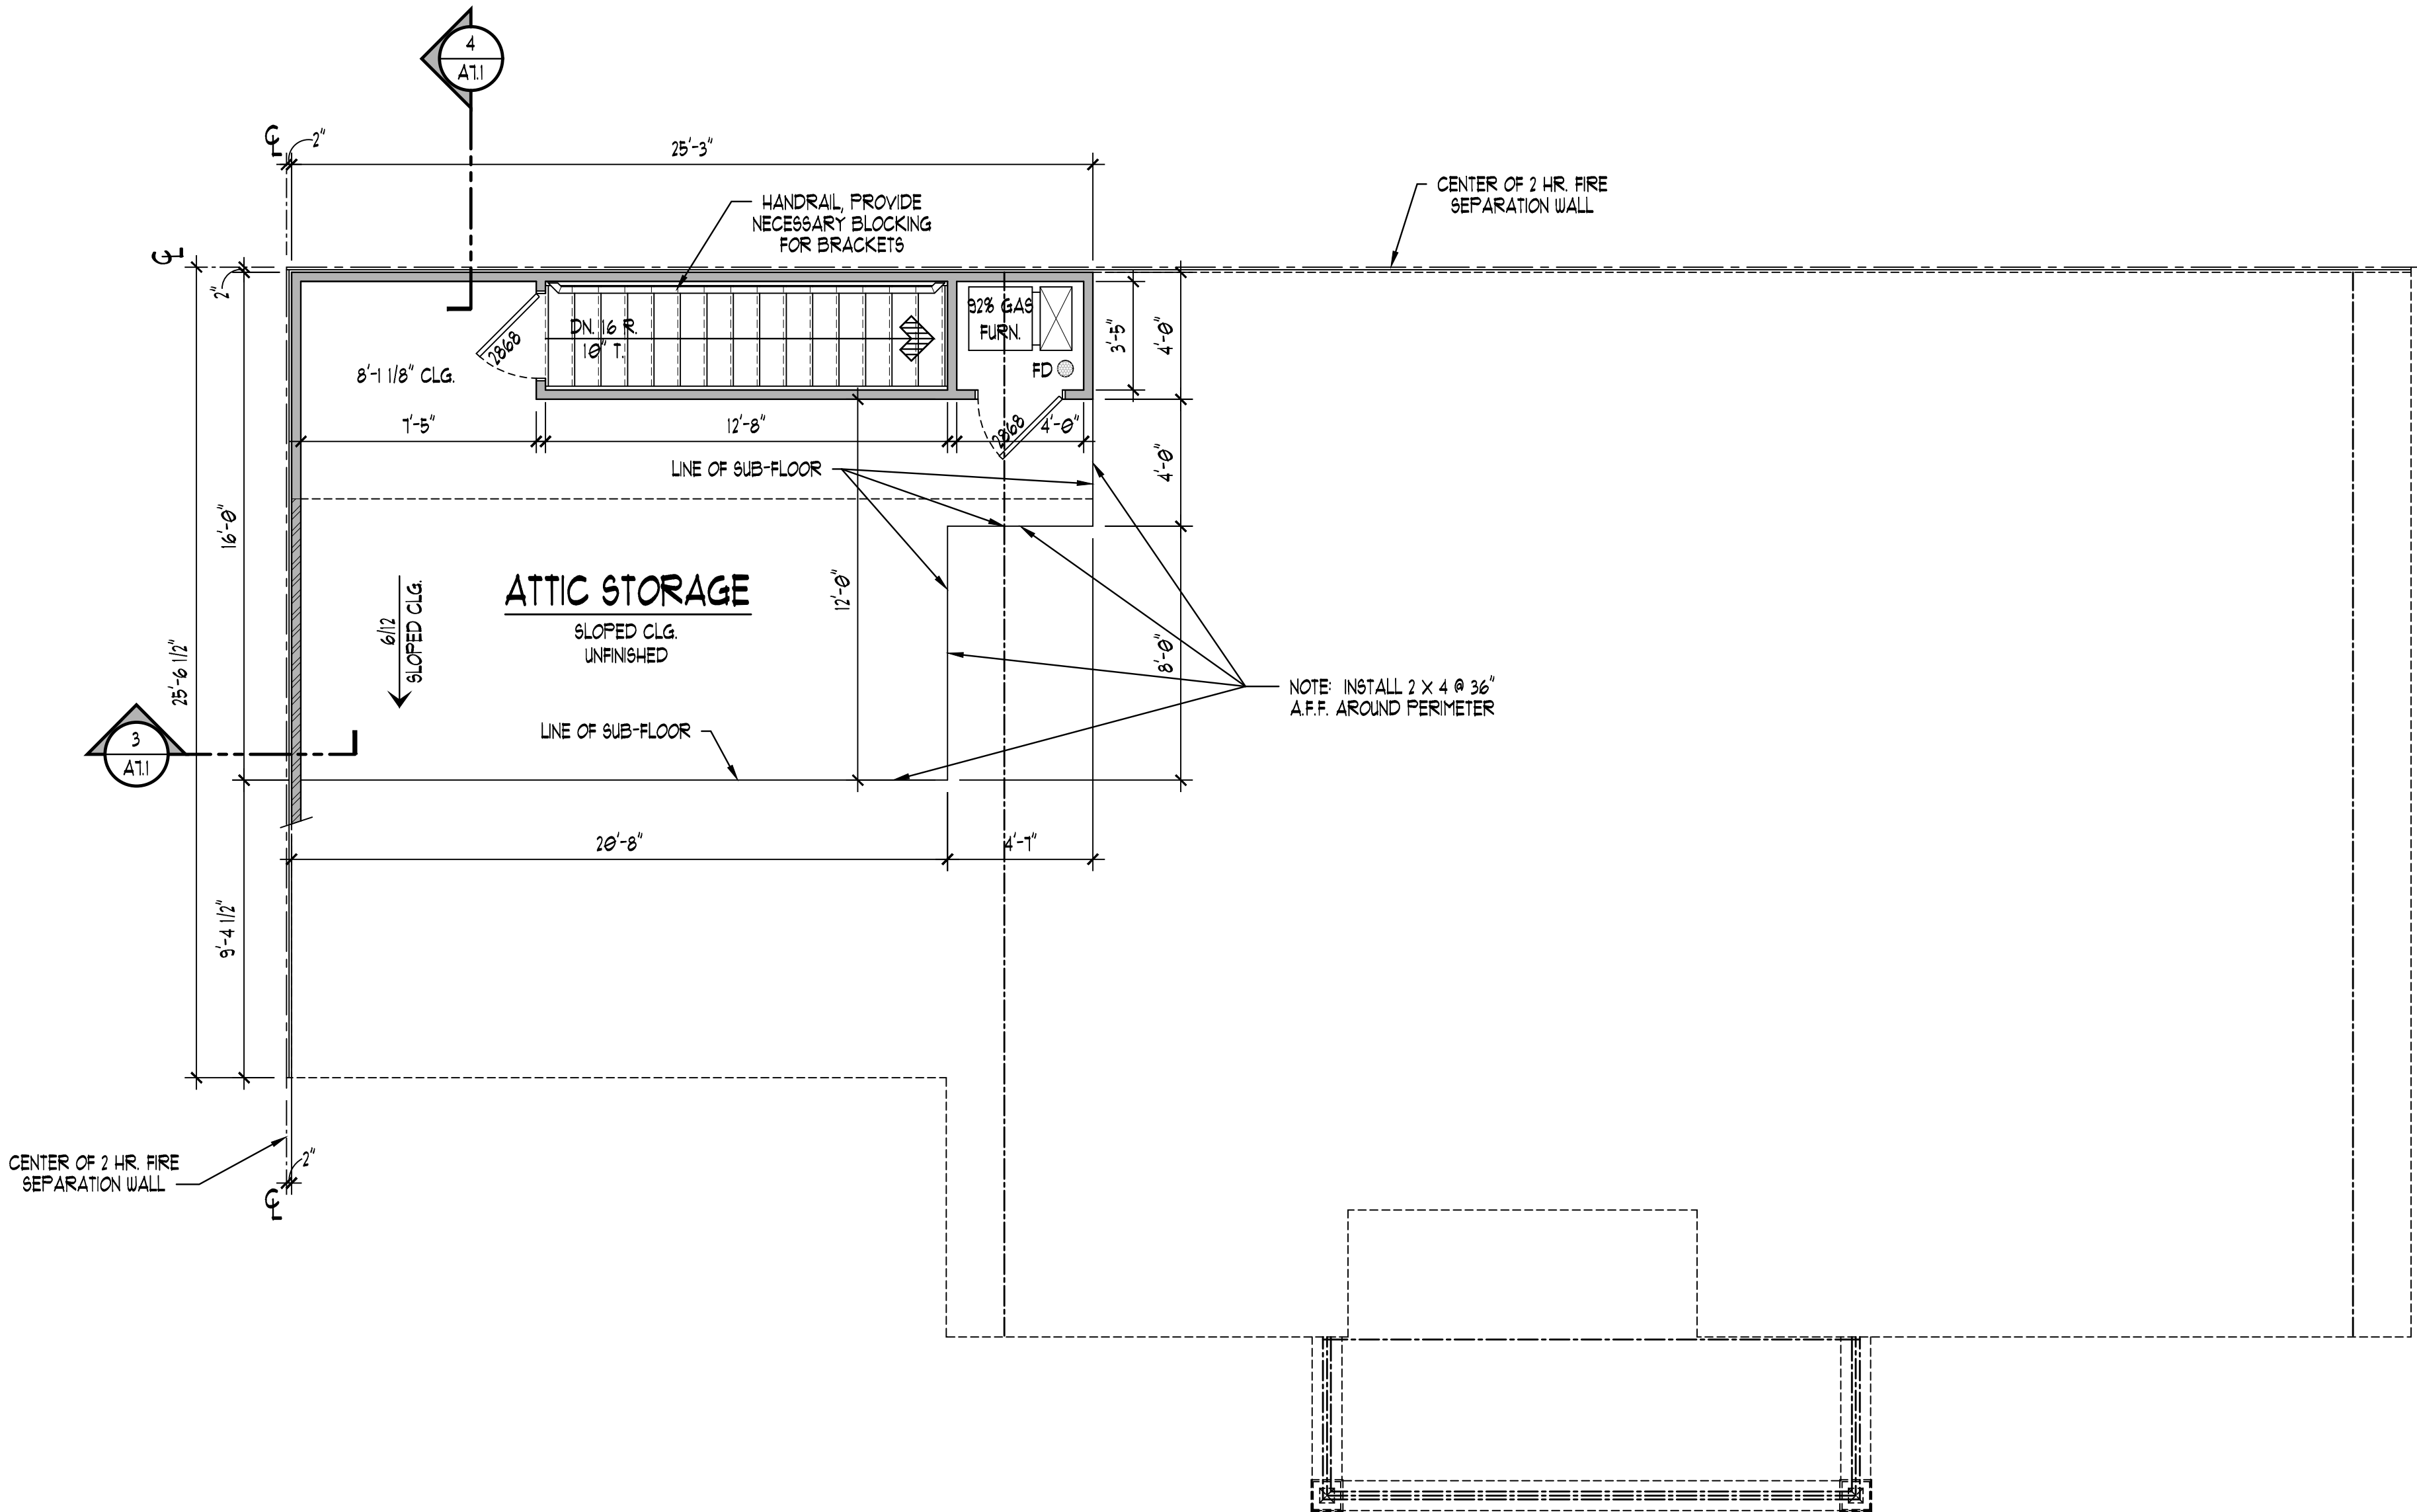 4
A7.1
℄
2"
25'-3"
HANDRAIL, PROVIDE
NECESSARY BLOCKING
FOR BRACKETS
CENTER OF 2 HR. FIRE
SEPARATION WALL
℄
2"
DN. 16 R.
10" T.
2868
92% GAS
FURN.
FD
3'-5"
4'-0"
8'-1 1/8" CLG.
7'-5"
12'-8"
2868
4'-0"
4'-0"
LINE OF SUB-FLOOR
16'-0"
12'-0"
ATTIC STORAGE
SLOPED CLG.
UNFINISHED
6/12
SLOPED CLG.
25'-6 1/2"
8'-0"
NOTE: INSTALL 2 X 4 @ 36"
A.F.F. AROUND PERIMETER
LINE OF SUB-FLOOR
3
A7.1
20'-8"
4'-7"
9'-4 1/2"
CENTER OF 2 HR. FIRE
SEPARATION WALL
2"
℄